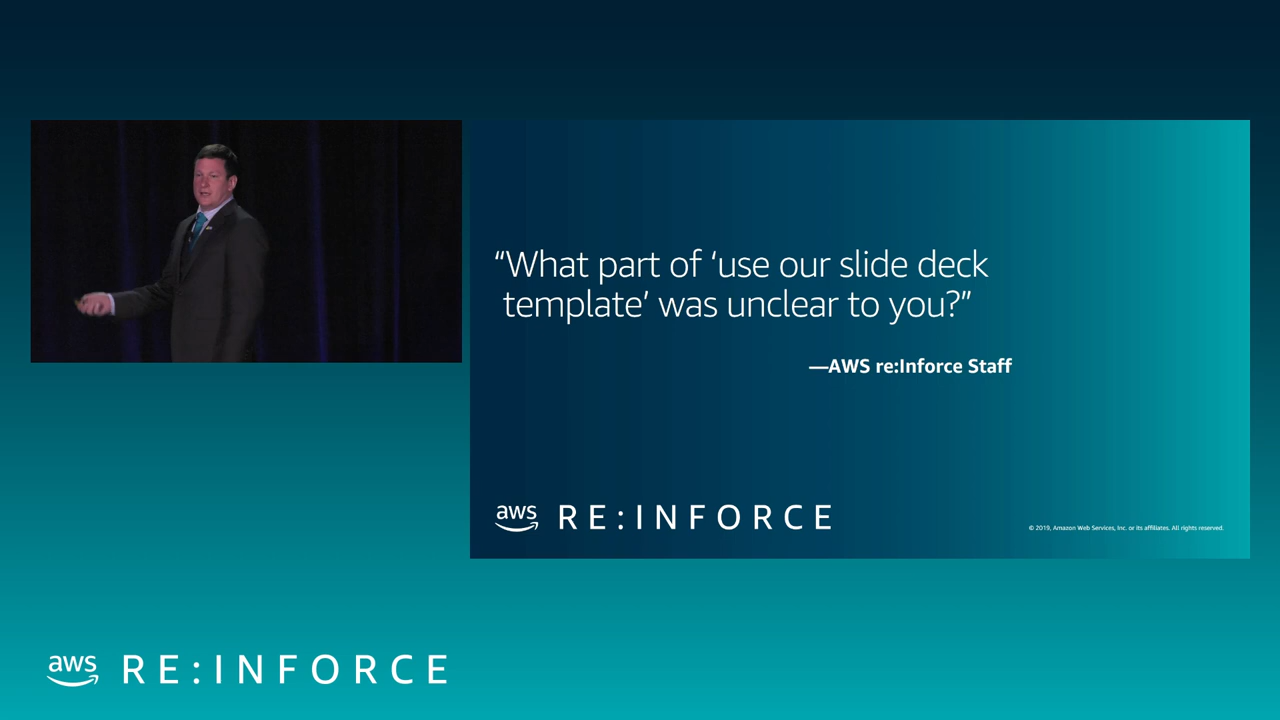 “What part of ‘use our slide deck
template’ was unclear to you?”
—AWS re:Inforce Staff
aws RE:INFORCE
© 2019, Amazon Web Services, Inc. or its affiliates. All rights reserved.
aws RE:INFORCE